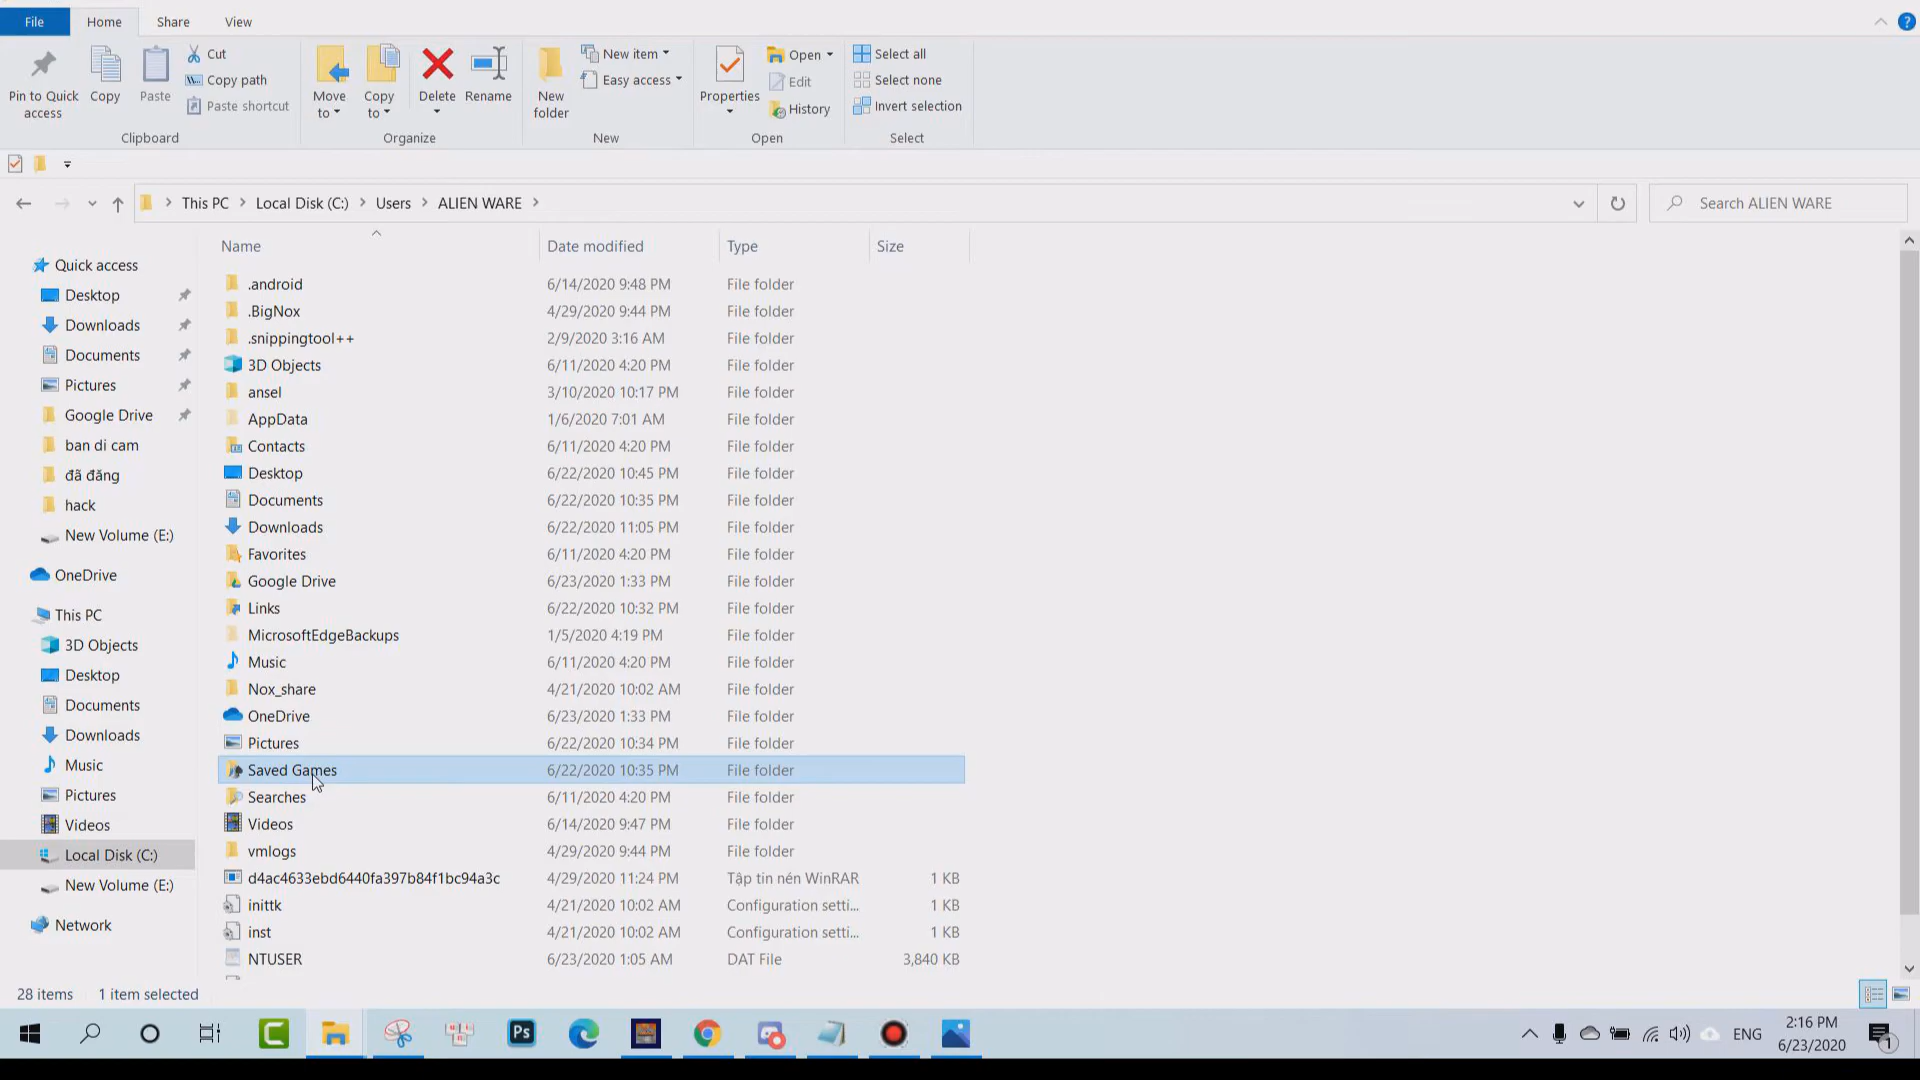 File Home Share View
Pin to Quick access
Copy
Paste
Cut
Copy path
Paste shortcut
Clipboard
Move to
Copy to
Delete
Rename
Organize
New folder
New item
Easy access
New
Properties
Open
Edit
History
Open
Select all
Select none
Invert selection
Select
This PC Local Disk (C:) Users ALIEN WARE
Search ALIEN WARE
Quick access
Desktop
Downloads
Documents
Pictures
Google Drive
ban di cam
đã đăng
hack
New Volume (E:)
OneDrive
This PC
3D Objects
Desktop
Documents
Downloads
Music
Pictures
Videos
Local Disk (C:)
New Volume (E:)
Network
Name Date modified Type Size
.android 6/14/2020 9:48 PM File folder
.BigNox 4/29/2020 9:44 PM File folder
.snippingtool++ 2/9/2020 3:16 AM File folder
3D Objects 6/11/2020 4:20 PM File folder
ansel 3/10/2020 10:17 PM File folder
AppData 1/6/2020 7:01 AM File folder
Contacts 6/11/2020 4:20 PM File folder
Desktop 6/22/2020 10:45 PM File folder
Documents 6/22/2020 10:35 PM File folder
Downloads 6/22/2020 11:05 PM File folder
Favorites 6/11/2020 4:20 PM File folder
Google Drive 6/23/2020 1:33 PM File folder
Links 6/22/2020 10:32 PM File folder
MicrosoftEdgeBackups 1/5/2020 4:19 PM File folder
Music 6/11/2020 4:20 PM File folder
Nox_share 4/21/2020 10:02 AM File folder
OneDrive 6/23/2020 1:33 PM File folder
Pictures 6/22/2020 10:34 PM File folder
Saved Games 6/22/2020 10:35 PM File folder
Searches 6/11/2020 4:20 PM File folder
Videos 6/14/2020 9:47 PM File folder
vmlogs 4/29/2020 9:44 PM File folder
d4ac4633ebd6440fa397b84f1bc94a3c 4/29/2020 11:24 PM Tập tin nén WinRAR 1 KB
inittk 4/21/2020 10:02 AM Configuration setti... 1 KB
inst 4/21/2020 10:02 AM Configuration setti... 1 KB
NTUSER 6/23/2020 1:05 AM DAT File 3,840 KB
28 items 1 item selected
Ps
ENG
2:16 PM
6/23/2020
1